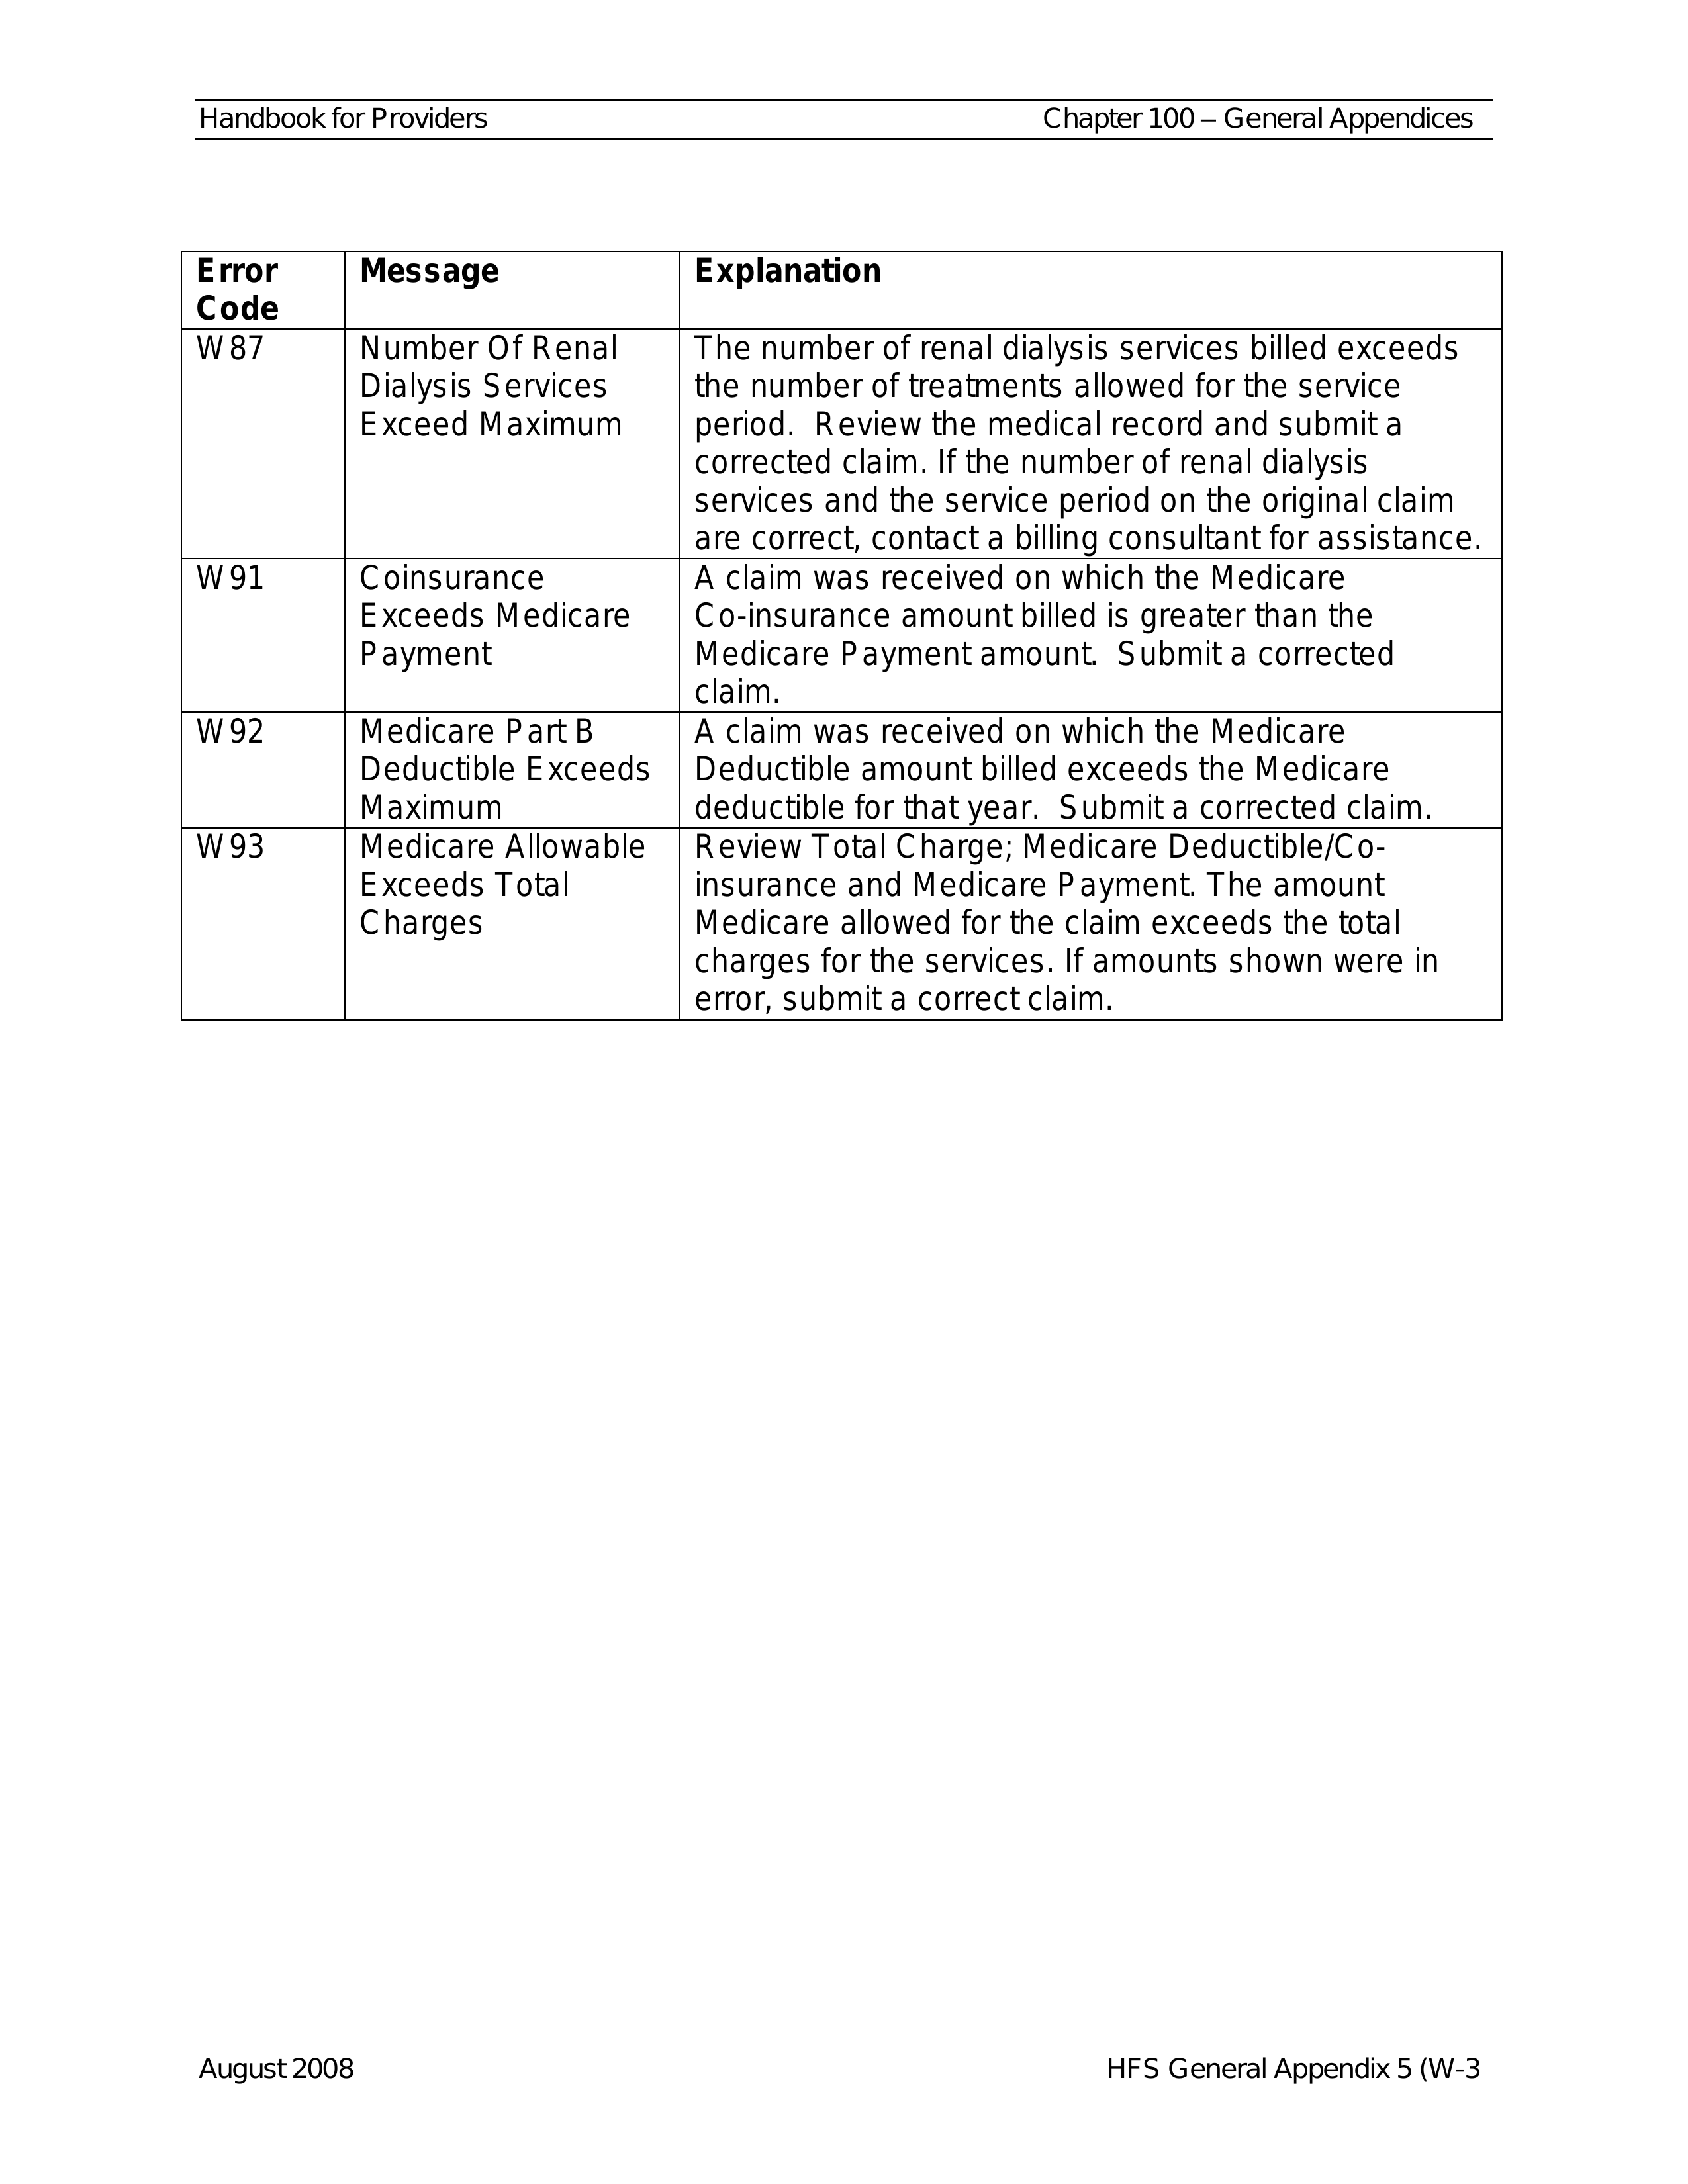 Handbook for Providers Chapter 100 – General Appendices
Error Code
Message
Explanation
W87
Number Of Renal
Dialysis Services
Exceed Maximum
The number of renal dialysis services billed exceeds
the number of treatments allowed for the service
period.  Review the medical record and submit a
corrected claim. If the number of renal dialysis
services and the service period on the original claim
are correct, contact a billing consultant for assistance.
W91
Coinsurance
Exceeds Medicare
Payment
A claim was received on which the Medicare
Co-insurance amount billed is greater than the
Medicare Payment amount.  Submit a corrected
claim.
W92
Medicare Part B
Deductible Exceeds
Maximum
A claim was received on which the Medicare
Deductible amount billed exceeds the Medicare
deductible for that year.  Submit a corrected claim.
W93
Medicare Allowable
Exceeds Total
Charges
Review Total Charge; Medicare Deductible/Co-
insurance and Medicare Payment. The amount
Medicare allowed for the claim exceeds the total
charges for the services. If amounts shown were in
error, submit a correct claim.
August 2008 HFS General Appendix 5 (W-3